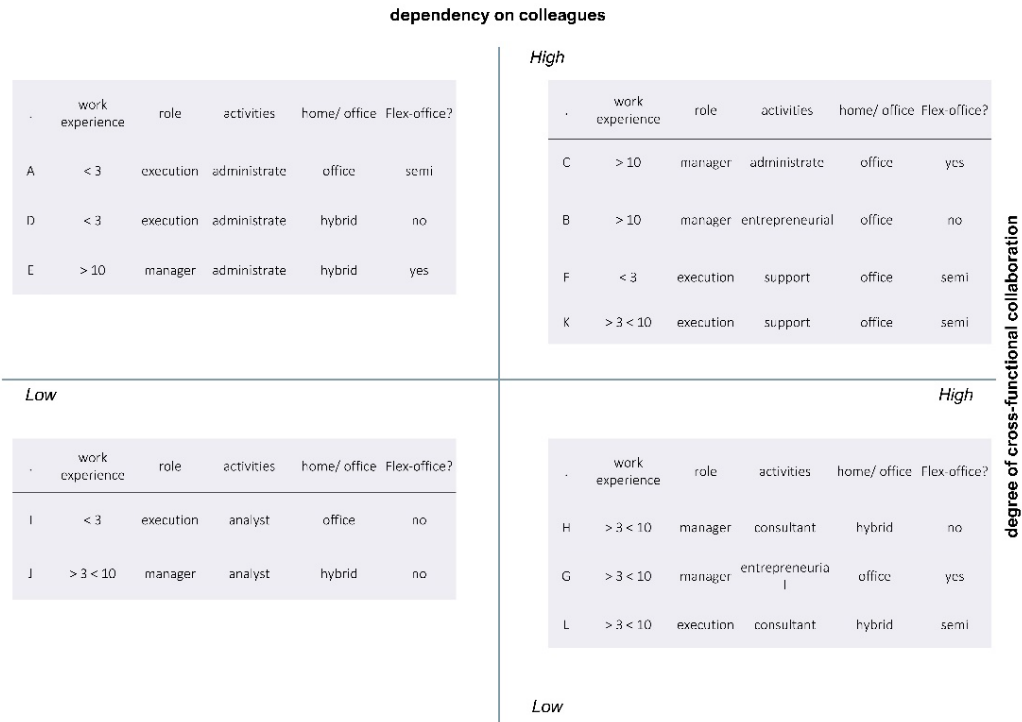 dependency on colleagues
High
. work experience role activities home/ office Flex-office?
A < 3 execution administrate office semi
D < 3 execution administrate hybrid no
E > 10 manager administrate hybrid yes
. work experience role activities home/ office Flex-office?
C > 10 manager administrate office yes
B > 10 manager entrepreneurial office no
F < 3 execution support office semi
K > 3 < 10 execution support office semi
degree of cross-functional collaboration
Low
High
. work experience role activities home/ office Flex-office?
I < 3 execution analyst office no
J > 3 < 10 manager analyst hybrid no
. work experience role activities home/ office Flex-office?
H > 3 < 10 manager consultant hybrid no
G > 3 < 10 manager entrepreneurial office yes
L > 3 < 10 execution consultant hybrid semi
Low